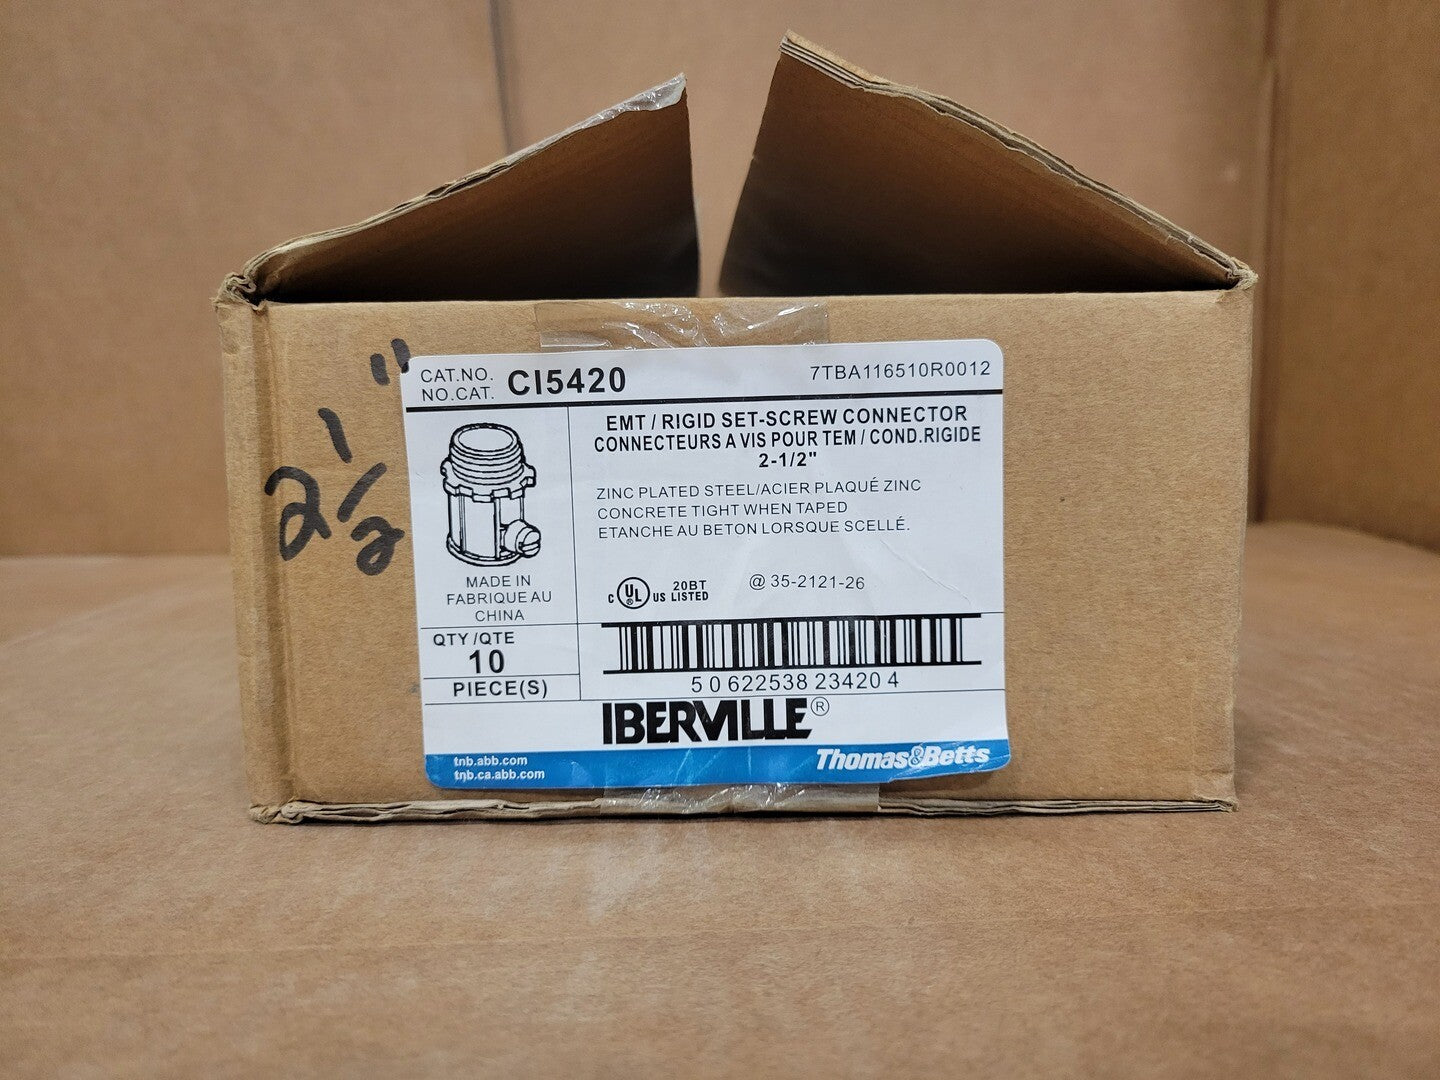 2 1/2"
CAT.NO.
NO.CAT. CI5420
7TBA116510R0012
EMT / RIGID SET-SCREW CONNECTOR
CONNECTEURS A VIS POUR TEM / COND.RIGIDE
2-1/2"
ZINC PLATED STEEL/ACIER PLAQUÉ ZINC
CONCRETE TIGHT WHEN TAPED
ETANCHE AU BETON LORSQUE SCELLÉ.
MADE IN
FABRIQUE AU
CHINA
C UL ® US 20BT LISTED
@ 35-2121-26
QTY /QTE
10
PIECE(S)
5 0 622538 23420 4
IBERVILLE®
tnb.abb.com
tnb.ca.abb.com
Thomas&Betts